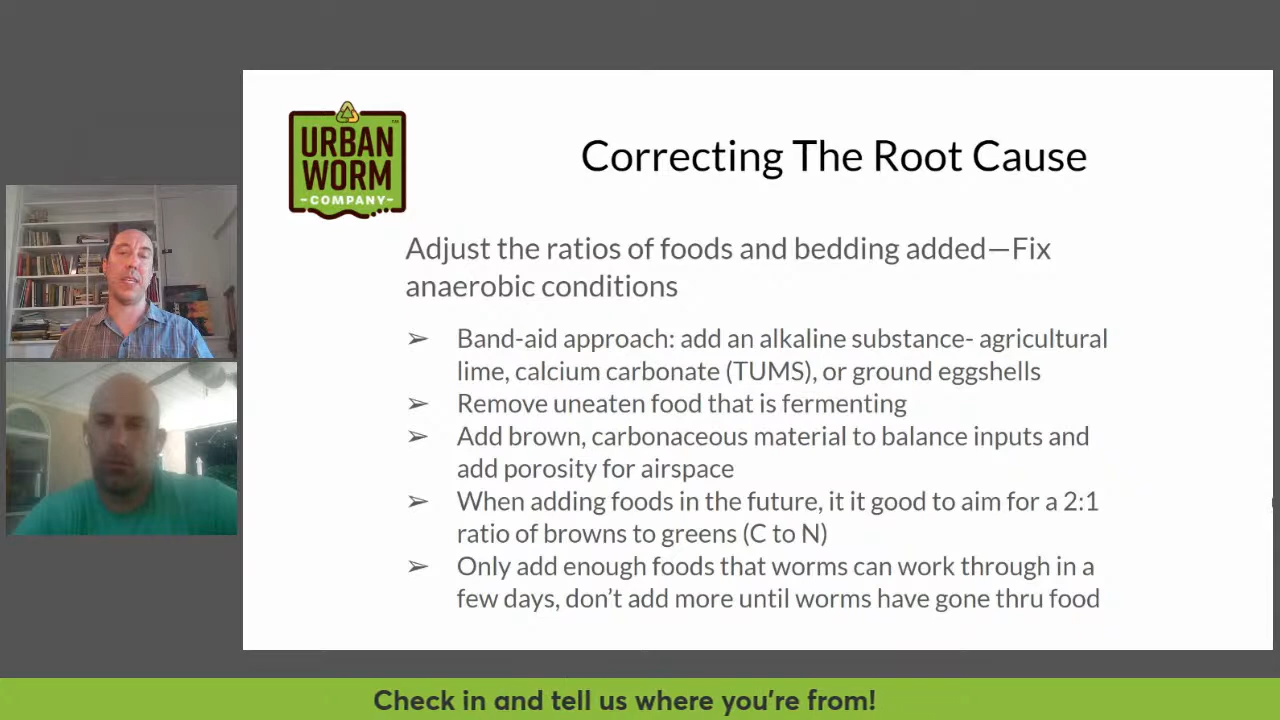 URBAN
WORM
-COMPANY-
™
Correcting The Root Cause
Adjust the ratios of foods and bedding added—Fix
anaerobic conditions
➢ Band-aid approach: add an alkaline substance- agricultural
lime, calcium carbonate (TUMS), or ground eggshells
➢ Remove uneaten food that is fermenting
➢ Add brown, carbonaceous material to balance inputs and
add porosity for airspace
➢ When adding foods in the future, it it good to aim for a 2:1
ratio of browns to greens (C to N)
➢ Only add enough foods that worms can work through in a
few days, don’t add more until worms have gone thru food
Check in and tell us where you're from!